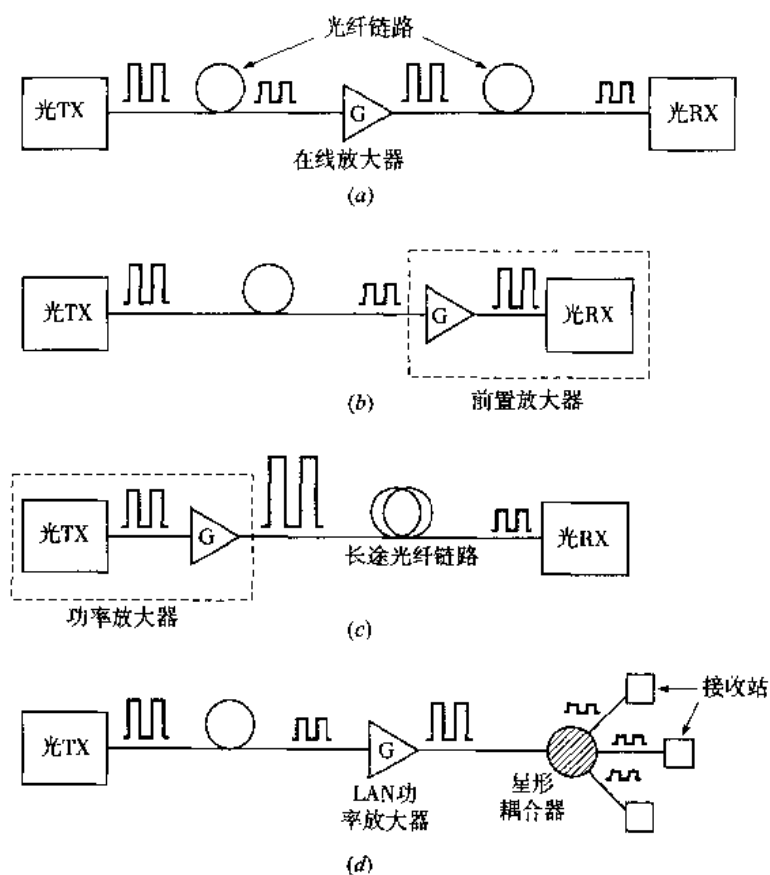 光纤链路
光TX
G
光RX
在线放大器
(a)
光TX
G
光RX
(b)
前置放大器
光TX
G
长途光纤链路
光RX
功率放大器
(c)
接收站
光TX
G
LAN功
率放大器
星形
耦合器
(d)